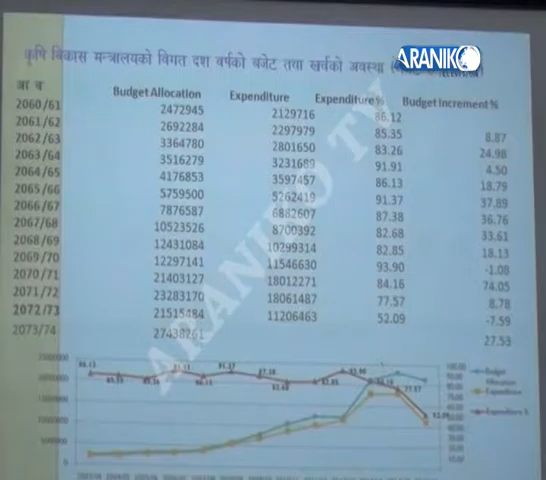 ARANIKO
कृषि विकास मन्त्रालयको विगत दश वर्षको बजेट तथा खर्चको अवस्था
आ व Budget Allocation Expenditure Expenditure % Budget Increment %
2060/61 2472945 2129716 86.12
2061/62 2692284 2297979 85.35 8.87
2062/63 3364780 2801650 83.26 24.98
2063/64 3516279 3231689 91.91 4.50
2064/65 4176853 3597457 86.13 18.79
2065/66 5759500 5262419 91.37 37.89
2066/67 7876587 6882607 87.38 36.76
2067/68 10523526 8700392 82.68 33.61
2068/69 12431084 10299314 82.85 18.13
2069/70 12297141 11546630 93.90 -1.08
2070/71 21403127 18012271 84.16 74.05
2071/72 23283170 18061487 77.57 8.78
2072/73 21515484 11206463 52.09 -7.59
2073/74 27438261 27.53
ARANIKO TV
Budget
Allocation
Expenditure
Expenditure %